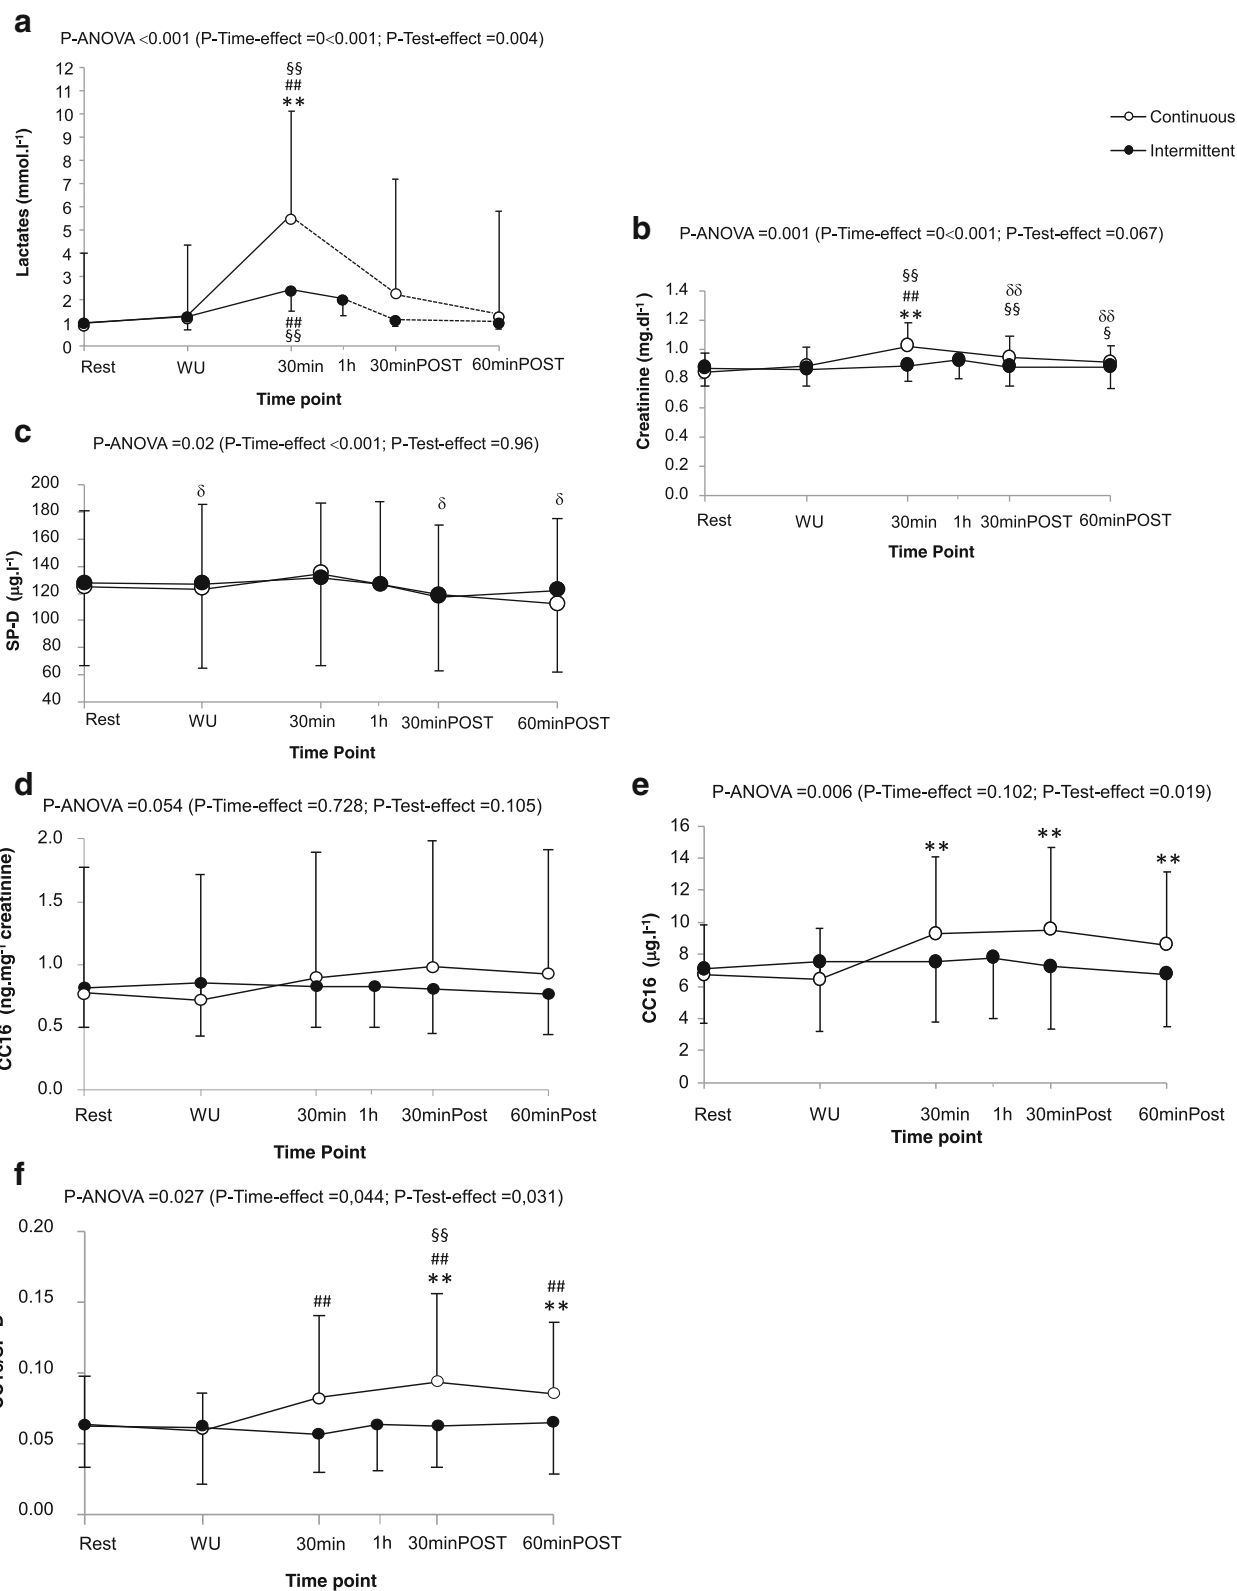 a
P-ANOVA <0.001 (P-Time-effect =0<0.001; P-Test-effect =0.004)
12
11
10
9
8
7
6
5
4
3
2
1
0
Lactates (mmol.l-1)
§§
##
**
##
§§
Rest
WU
30min
1h
30minPOST
60minPOST
Time point
Continuous
Intermittent
b
P-ANOVA =0.001 (P-Time-effect =0<0.001; P-Test-effect =0.067)
1.4
1.2
1.0
0.8
0.6
0.4
0.2
0.0
Creatinine (mg.dl-1)
§§
##
**
δδ
§§
δδ
§
Rest
WU
30min
1h
30minPOST
60minPOST
Time Point
c
P-ANOVA =0.02 (P-Time-effect <0.001; P-Test-effect =0.96)
200
180
160
140
120
100
80
60
40
SP-D (µg.l-1)
δ
δ
δ
Rest
WU
30min
1h
30minPOST
60minPOST
Time Point
d
P-ANOVA =0.054 (P-Time-effect =0.728; P-Test-effect =0.105)
2.0
1.5
1.0
0.5
0.0
CC16 (ng.mg-1 creatinine)
Rest
WU
30min
1h
30minPost
60minPost
Time Point
e
P-ANOVA =0.006 (P-Time-effect =0.102; P-Test-effect =0.019)
16
14
12
10
8
6
4
2
0
CC16 (µg.l-1)
**
**
**
Rest
WU
30min
1h
30minPost
60minPost
Time point
f
P-ANOVA =0.027 (P-Time-effect =0,044; P-Test-effect =0,031)
0.20
0.15
0.10
0.05
0.00
##
§§
##
**
##
**
Rest
WU
30min
1h
30minPOST
60minPOST
Time point